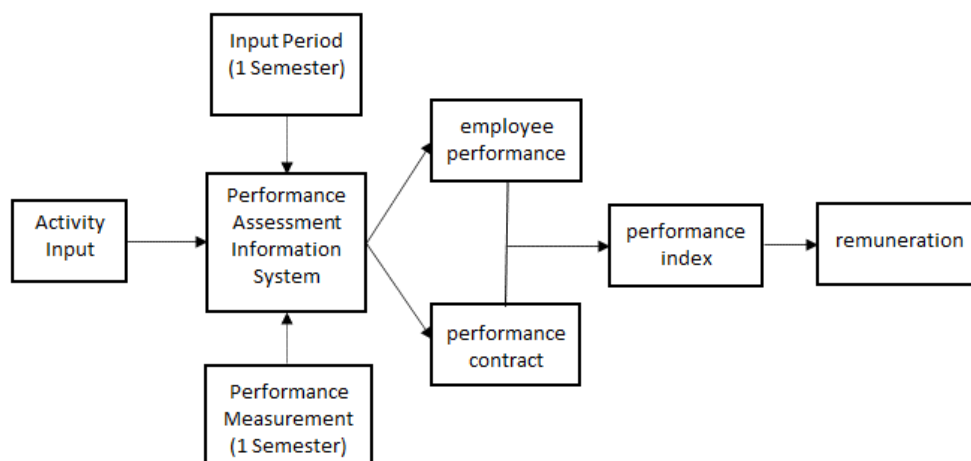 Input Period
(1 Semester)
employee
performance
Activity
Input
Performance
Assessment
Information
System
performance
index
remuneration
performance
contract
Performance
Measurement
(1 Semester)